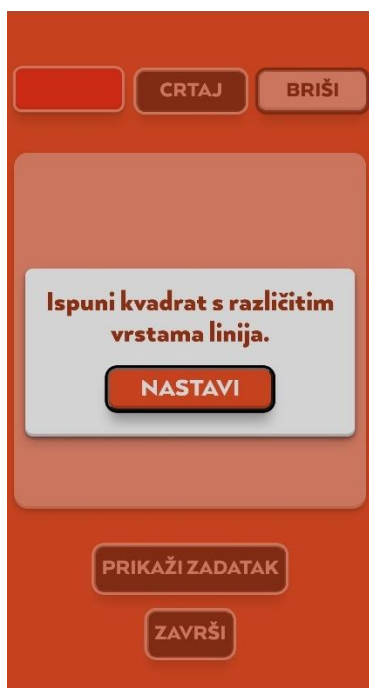 CRTAJ
BRIŠI
Ispuni kvadrat s različitim
vrstama linija.
NASTAVI
PRIKAŽI ZADATAK
ZAVRŠI